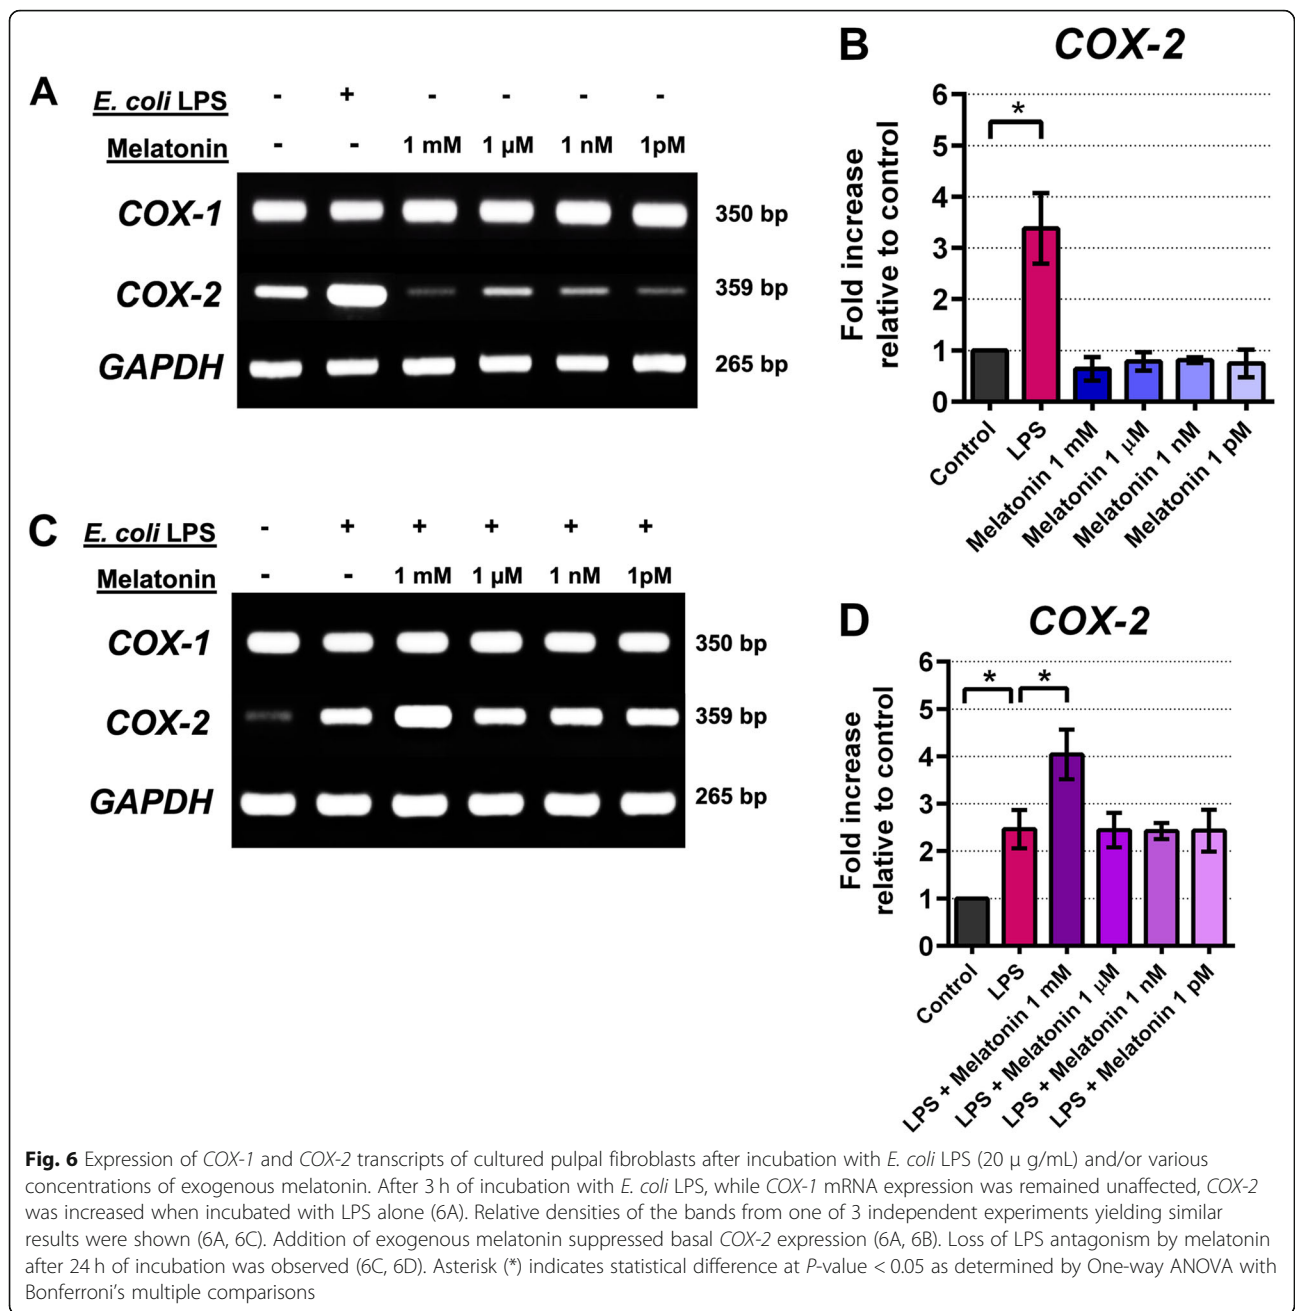 A
E. coli LPS - + - - - -
Melatonin - - 1 mM 1 µM 1 nM 1pM
COX-1 350 bp
COX-2 359 bp
GAPDH 265 bp
B
COX-2
Fold increase
relative to control
6
5
4
3
2
1
0
*
Control
LPS
Melatonin 1 mM
Melatonin 1 µM
Melatonin 1 nM
Melatonin 1 pM
C
E. coli LPS - + + + + +
Melatonin - - 1 mM 1 µM 1 nM 1pM
COX-1 350 bp
COX-2 359 bp
GAPDH 265 bp
D
COX-2
Fold increase
relative to control
6
5
4
3
2
1
0
* *
Control
LPS
LPS + Melatonin 1 mM
LPS + Melatonin 1 µM
LPS + Melatonin 1 nM
LPS + Melatonin 1 pM
Fig. 6 Expression of COX-1 and COX-2 transcripts of cultured pulpal fibroblasts after incubation with E. coli LPS (20 µ g/mL) and/or various
concentrations of exogenous melatonin. After 3 h of incubation with E. coli LPS, while COX-1 mRNA expression was remained unaffected, COX-2
was increased when incubated with LPS alone (6A). Relative densities of the bands from one of 3 independent experiments yielding similar
results were shown (6A, 6C). Addition of exogenous melatonin suppressed basal COX-2 expression (6A, 6B). Loss of LPS antagonism by melatonin
after 24 h of incubation was observed (6C, 6D). Asterisk (*) indicates statistical difference at P-value < 0.05 as determined by One-way ANOVA with
Bonferroni's multiple comparisons